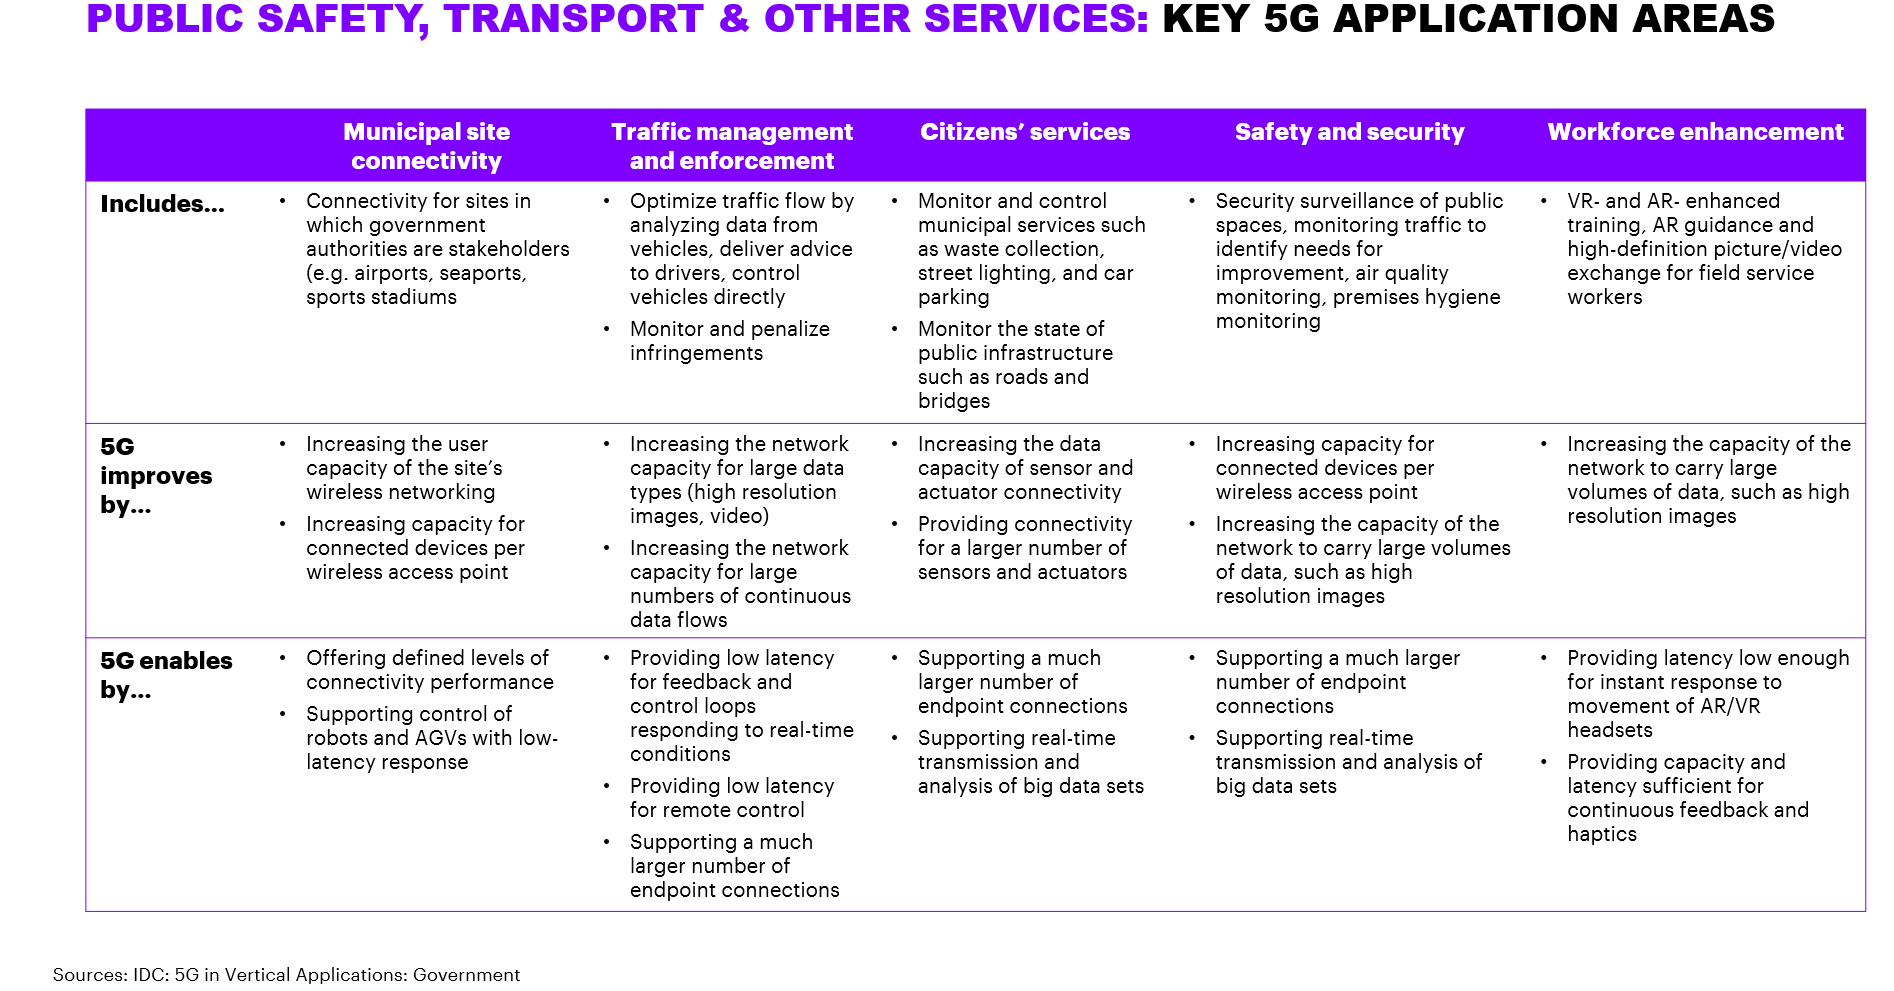 PUBLIC SAFETY, TRANSPORT & OTHER SERVICES: KEY 5G APPLICATION AREAS
Municipal site
connectivity
Traffic management
and enforcement
Citizens’ services
Safety and security
Workforce enhancement
Includes...
• Connectivity for sites in
which government
authorities are stakeholders
(e.g. airports, seaports,
sports stadiums
• Optimize traffic flow by
analyzing data from
vehicles, deliver advice
to drivers, control
vehicles directly
• Monitor and penalize
infringements
• Monitor and control
municipal services such
as waste collection,
street lighting, and car
parking
• Monitor the state of
public infrastructure
such as roads and
bridges
• Security surveillance of public
spaces, monitoring traffic to
identify needs for
improvement, air quality
monitoring, premises hygiene
monitoring
• VR- and AR- enhanced
training, AR guidance and
high-definition picture/video
exchange for field service
workers
5G
improves
by...
• Increasing the user
capacity of the site’s
wireless networking
• Increasing capacity for
connected devices per
wireless access point
• Increasing the network
capacity for large data
types (high resolution
images, video)
• Increasing the network
capacity for large
numbers of continuous
data flows
• Increasing the data
capacity of sensor and
actuator connectivity
• Providing connectivity
for a larger number of
sensors and actuators
• Increasing capacity for
connected devices per
wireless access point
• Increasing the capacity of the
network to carry large volumes
of data, such as high
resolution images
• Increasing the capacity of the
network to carry large
volumes of data, such as high
resolution images
5G enables
by...
• Offering defined levels of
connectivity performance
• Supporting control of
robots and AGVs with low-
latency response
• Providing low latency
for feedback and
control loops
responding to real-time
conditions
• Providing low latency
for remote control
• Supporting a much
larger number of
endpoint connections
• Supporting a much
larger number of
endpoint connections
• Supporting real-time
transmission and
analysis of big data sets
• Supporting a much larger
number of endpoint
connections
• Supporting real-time
transmission and analysis of
big data sets
• Providing latency low enough
for instant response to
movement of AR/VR
headsets
• Providing capacity and
latency sufficient for
continuous feedback and
haptics
Sources: IDC: 5G in Vertical Applications: Government